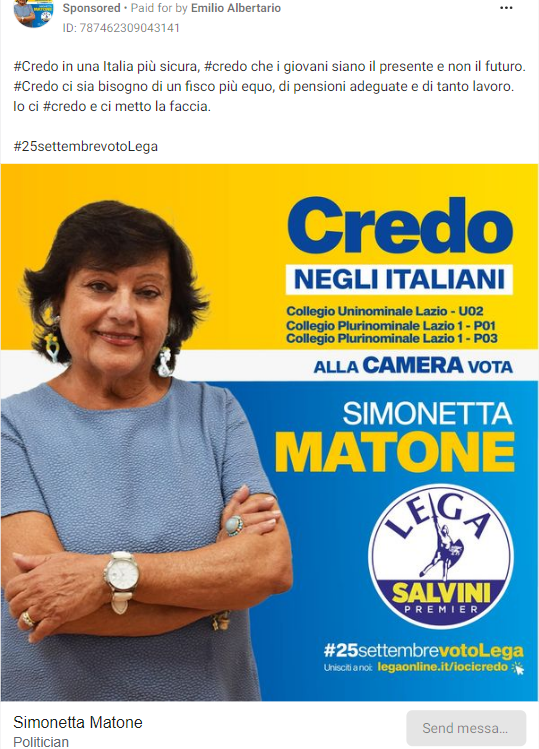 Sponsored • Paid for by Emilio Albertario
ID: 787462309043141
#Credo in una Italia più sicura, #credo che i giovani siano il presente e non il futuro.
#Credo ci sia bisogno di un fisco più equo, di pensioni adeguate e di tanto lavoro.
Io ci #credo e ci metto la faccia.
#25settembrevotoLega
Credo
NEGLI ITALIANI
Collegio Uninominale Lazio - U02
Collegio Plurinominale Lazio 1 - P01
Collegio Plurinominale Lazio 1 - P03
ALLA CAMERA VOTA
SIMONETTA
MATONE
LEGA
SALVINI
PREMIER
#25settembrevotoLega
Unisciti a noi: legaonline.it/iocicredo
Simonetta Matone
Politician
Send messa...